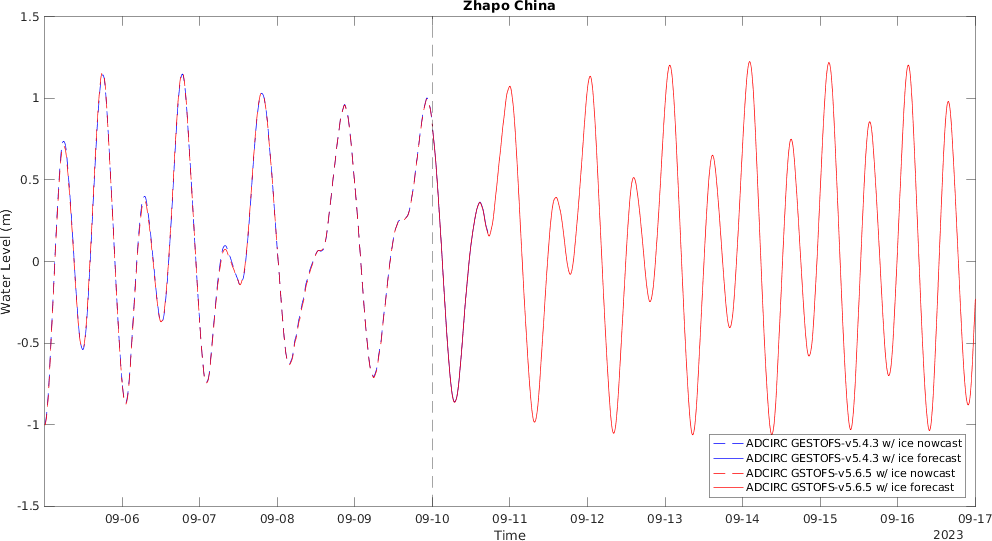 Zhapo China
1.5
1
0.5
0
-0.5
-1
-1.5
Water Level (m)
ADCIRC GESTOFS-v5.4.3 w/ ice nowcast
ADCIRC GESTOFS-v5.4.3 w/ ice forecast
ADCIRC GSTOFS-v5.6.5 w/ ice nowcast
ADCIRC GSTOFS-v5.6.5 w/ ice forecast
09-06 09-07 09-08 09-09 09-10 09-11 09-12 09-13 09-14 09-15 09-16 09-17
Time
2023